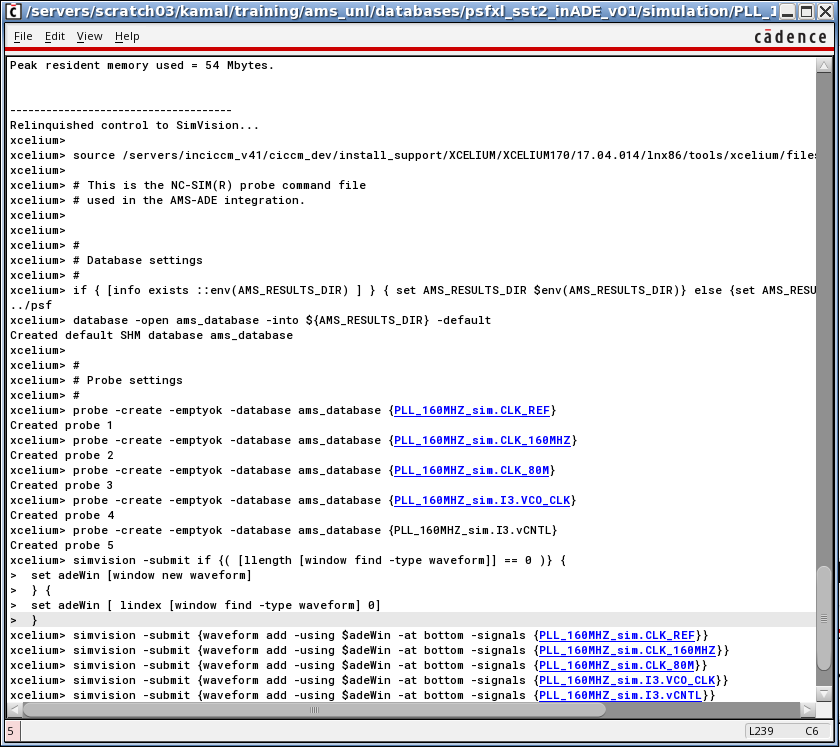 /servers/scratch03/kamal/training/ams_unl/databases/psfxl_sst2_inADE_v01/simulation/PLL_1
File Edit View Help
cādence
Peak resident memory used = 54 Mbytes.
-----------------------------------
Relinquished control to SimVision...
xcelium>
xcelium> source /servers/inciccm_v41/ciccm_dev/install_support/XCELIUM/XCELIUM170/17.04.014/lnx86/tools/xcelium/files
xcelium>
xcelium> # This is the NC-SIM(R) probe command file
xcelium> # used in the AMS-ADE integration.
xcelium>
xcelium>
xcelium> #
xcelium> # Database settings
xcelium> #
xcelium> if { [info exists ::env(AMS_RESULTS_DIR) ] } { set AMS_RESULTS_DIR $env(AMS_RESULTS_DIR)} else {set AMS_RESU
../psf
xcelium> database -open ams_database -into ${AMS_RESULTS_DIR} -default
Created default SHM database ams_database
xcelium>
xcelium> #
xcelium> # Probe settings
xcelium> #
xcelium> probe -create -emptyok -database ams_database {PLL_160MHZ_sim.CLK_REF}
Created probe 1
xcelium> probe -create -emptyok -database ams_database {PLL_160MHZ_sim.CLK_160MHZ}
Created probe 2
xcelium> probe -create -emptyok -database ams_database {PLL_160MHZ_sim.CLK_80M}
Created probe 3
xcelium> probe -create -emptyok -database ams_database {PLL_160MHZ_sim.I3.VCO_CLK}
Created probe 4
xcelium> probe -create -emptyok -database ams_database {PLL_160MHZ_sim.I3.vCNTL}
Created probe 5
xcelium> simvision -submit if {( [llength [window find -type waveform]] == 0 )} {
>  set adeWin [window new waveform]
>  } {
>  set adeWin [ lindex [window find -type waveform] 0]
>  }
xcelium> simvision -submit {waveform add -using $adeWin -at bottom -signals {PLL_160MHZ_sim.CLK_REF}}
xcelium> simvision -submit {waveform add -using $adeWin -at bottom -signals {PLL_160MHZ_sim.CLK_160MHZ}}
xcelium> simvision -submit {waveform add -using $adeWin -at bottom -signals {PLL_160MHZ_sim.CLK_80M}}
xcelium> simvision -submit {waveform add -using $adeWin -at bottom -signals {PLL_160MHZ_sim.I3.VCO_CLK}}
xcelium> simvision -submit {waveform add -using $adeWin -at bottom -signals {PLL_160MHZ_sim.I3.vCNTL}}
5 L239 C6